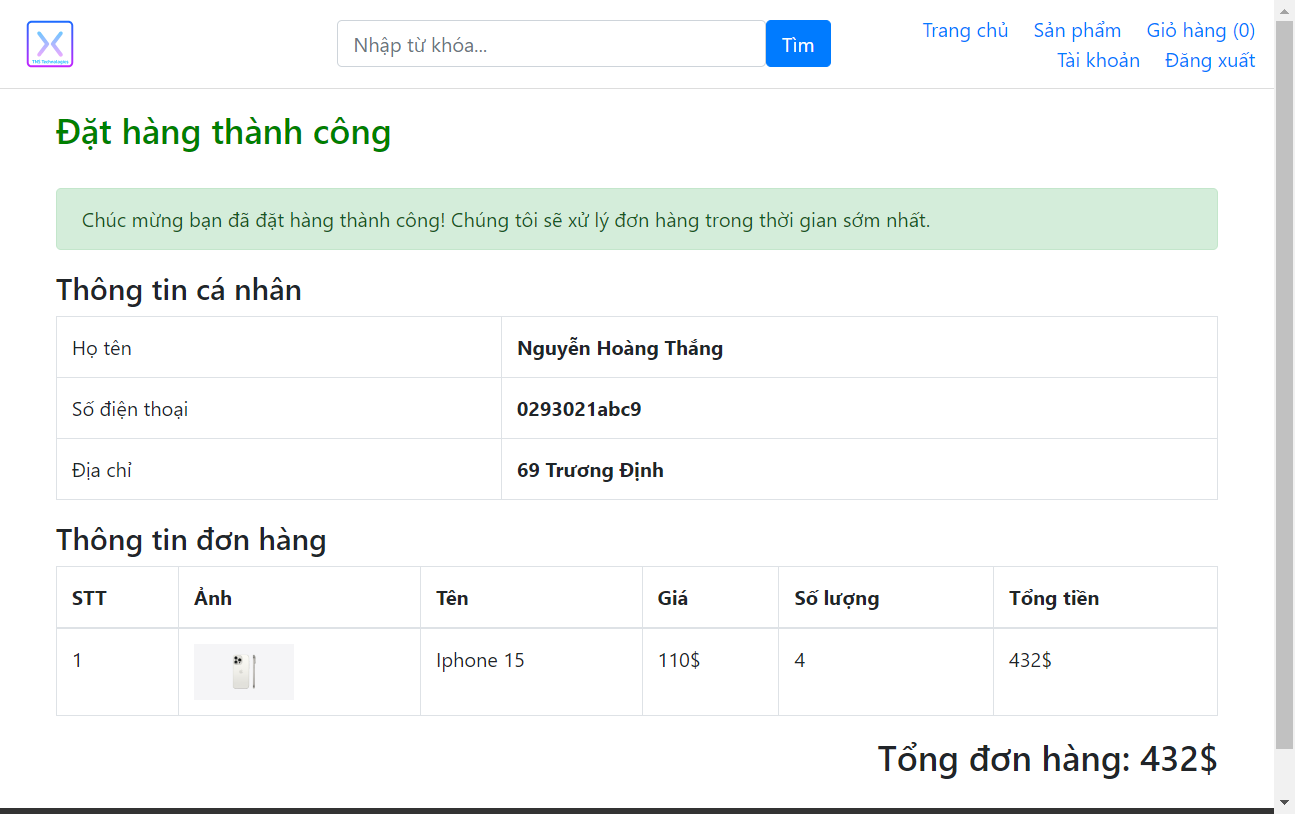 TNS Technologies
Nhập từ khóa...
Tìm
Trang chủ Sản phẩm Giỏ hàng (0)
Tài khoản Đăng xuất
Đặt hàng thành công
Chúc mừng bạn đã đặt hàng thành công! Chúng tôi sẽ xử lý đơn hàng trong thời gian sớm nhất.
Thông tin cá nhân
Họ tên Nguyễn Hoàng Thắng
Số điện thoại 0293021abc9
Địa chỉ 69 Trương Định
Thông tin đơn hàng
STT Ảnh Tên Giá Số lượng Tổng tiền
1 Iphone 15 110$ 4 432$
Tổng đơn hàng: 432$